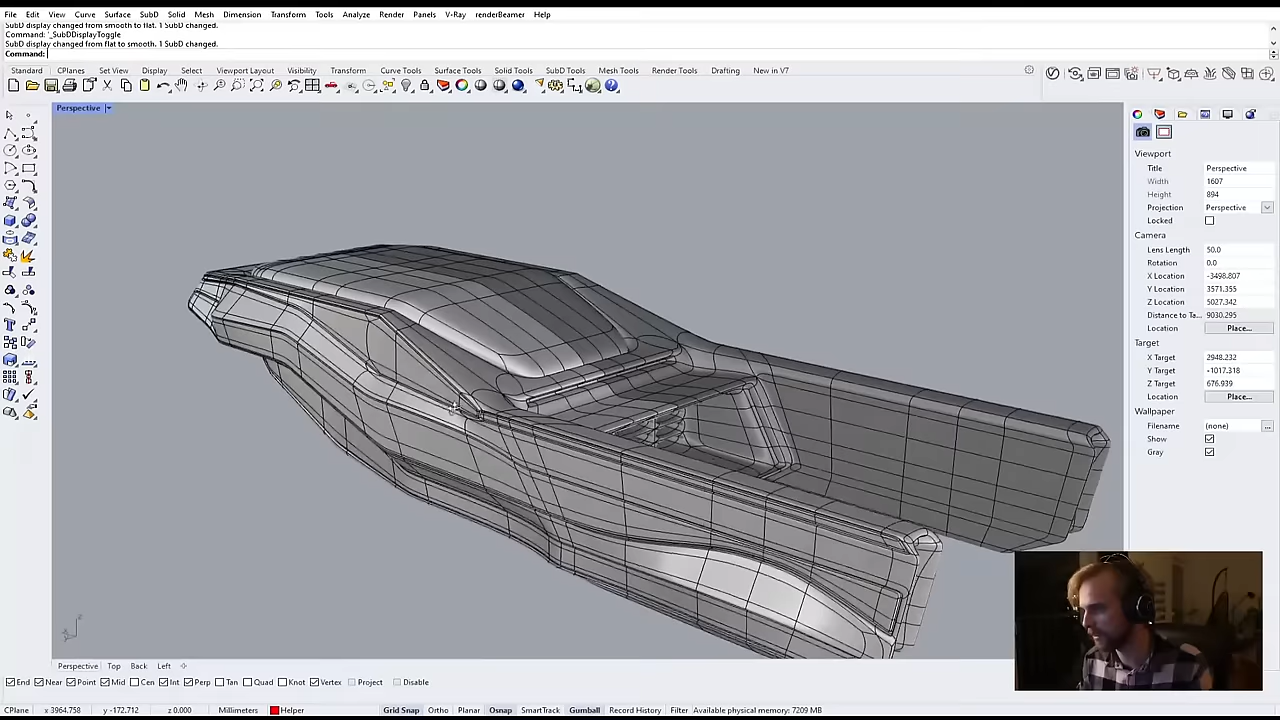 File Edit View Curve Surface SubD Solid Mesh Dimension Transform Tools Analyze Render Panels V-Ray renderBeamer Help
SubD display changed from smooth to flat. 1 SubD changed.
Command: '_SubDDisplayToggle
SubD display changed from flat to smooth. 1 SubD changed.
Command:
Standard CPlanes Set View Display Select Viewport Layout Visibility Transform Curve Tools Surface Tools Solid Tools SubD Tools Mesh Tools Render Tools Drafting New in V7
Perspective
Viewport
Title Perspective
Width 1607
Height 894
Projection Perspective
Locked
Camera
Lens Length 50.0
Rotation 0.0
X Location -3498.807
Y Location 3571.355
Z Location 5027.342
Distance to Ta... 9030.295
Location Place...
Target
X Target 2948.232
Y Target -1017.318
Z Target 676.939
Location Place...
Wallpaper
Filename (none) ...
Show
Gray
z
Perspective Top Back Left
End Near Point Mid Cen Int Perp Tan Quad Knot Vertex Project Disable
CPlane x 3964.758 y -172.712 z 0.000 Millimeters Helper Grid Snap Ortho Planar Osnap SmartTrack Gumball Record History Filter Available physical memory: 7209 MB